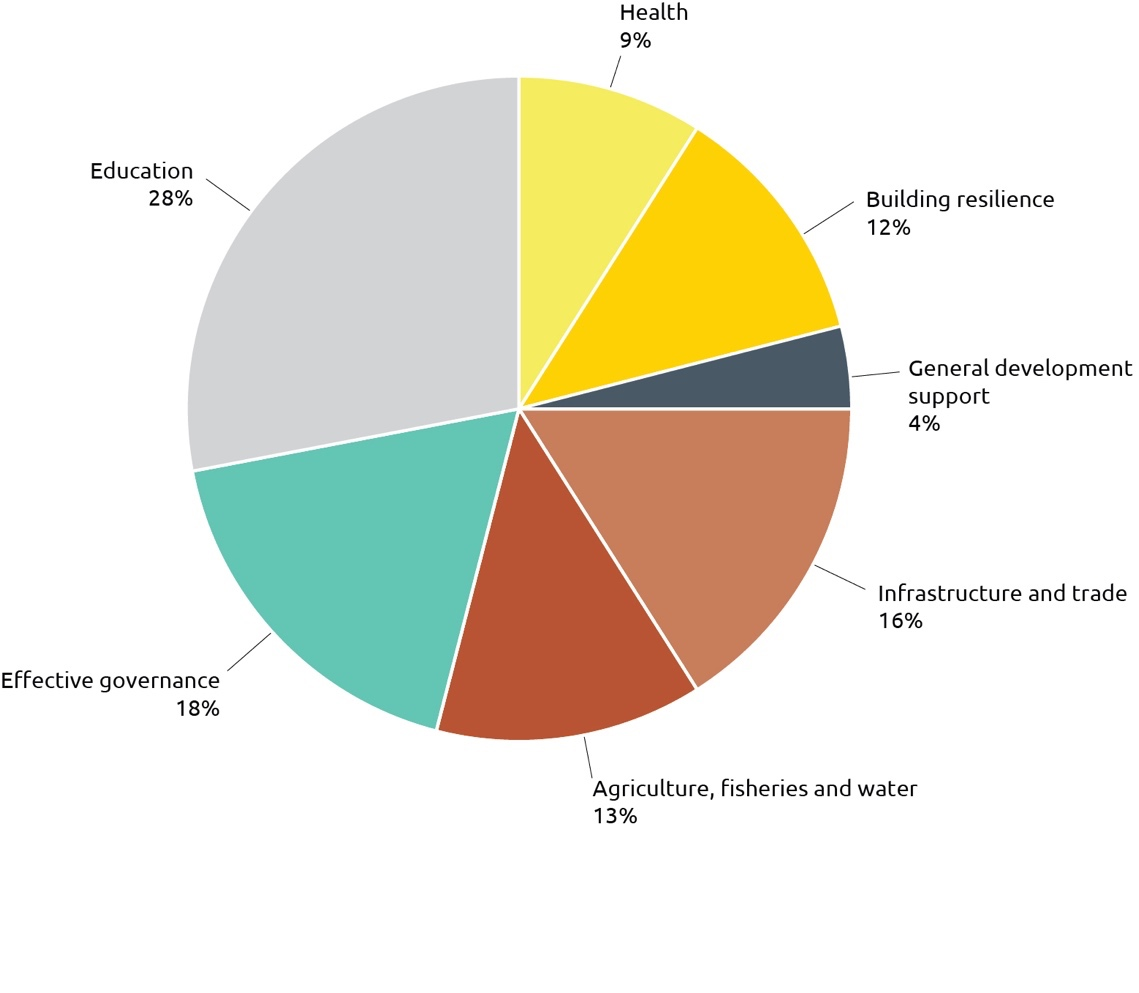 Health
9%
Building resilience
12%
General development
support
4%
Infrastructure and trade
16%
Agriculture, fisheries and water
13%
Effective governance
18%
Education
28%